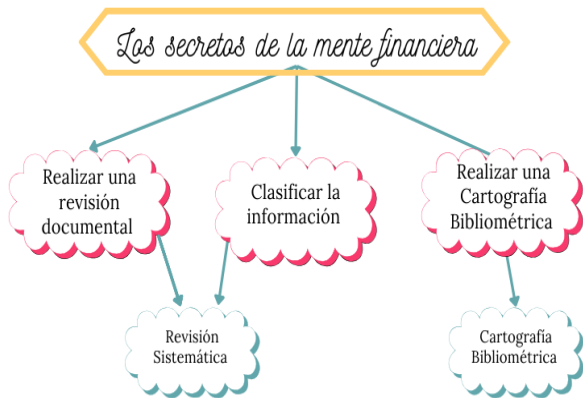 Los secretos de la mente financiera
Realizar una
revisión
documental
Clasificar la
información
Realizar una
Cartografía
Bibliométrica
Revisión
Sistemática
Cartografía
Bibliométrica